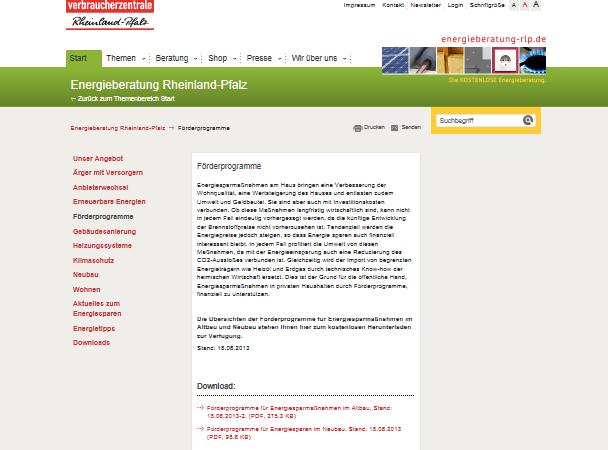 verbraucherzentrale
Rheinland-Pfalz
Impressum Kontakt Newsletter Login Schriftgröße A A A
energieberatung-rlp.de
Start Themen Beratung Shop Presse Wir über uns
Die KOSTENLOSE Energieberatung.
Energieberatung Rheinland-Pfalz
← Zurück zum Themenbereich Start
Energieberatung Rheinland-Pfalz → Förderprogramme
Drucken Senden
Suchbegriff
Unser Angebot
Ärger mit Versorgern
Anbieterwechsel
Erneuerbare Energien
Förderprogramme
Gebäudesanierung
Heizungssysteme
Klimaschutz
Neubau
Wohnen
Aktuelles zum
Energiesparen
Energietipps
Downloads
Förderprogramme
Energiesparmaßnahmen am Haus bringen eine Verbesserung der
Wohnqualität, eine Wertsteigerung des Hauses und entlasten zudem
Umwelt und Geldbeutel. Sie sind aber auch mit Investitionskosten
verbunden. Ob diese Maßnahmen langfristig wirtschaftlich sind, kann nicht
in jedem Fall eindeutig vorhergesagt werden, da die künftige Entwicklung
der Brennstoffpreise nicht vorherzusehen ist. Tendenziell werden die
Energiepreise jedoch steigen, so dass Energie sparen auch finanziell
interessant bleibt. In jedem Fall profitiert die Umwelt von diesen
Maßnahmen, da mit der Energieeinsparung auch eine Reduzierung des
CO2-Ausstoßes verbunden ist. Gleichzeitig wird der Import von begrenzten
Energieträgern wie Heizöl und Erdgas durch technisches Know-how der
heimischen Wirtschaft ersetzt. Dies ist der Grund für die öffentliche Hand,
Energiesparmaßnahmen in privaten Haushalten durch Förderprogramme,
finanziell zu unterstützen.
Die Übersichten der Förderprogramme für Energiesparmaßnahmen im
Altbau und Neubau stehen Ihnen hier zum kostenlosen Herunterladen
zur Verfügung.
Stand: 15.08.2013
Download:
→ Förderprogramme für Energiesparmaßnahmen im Altbau, Stand:
15.08.2013-2, (PDF, 275,3 KB)
→ Förderprogramme für Energiesparen im Neubau. Stand: 15.08.2013
(PDF, 95.6 KB)